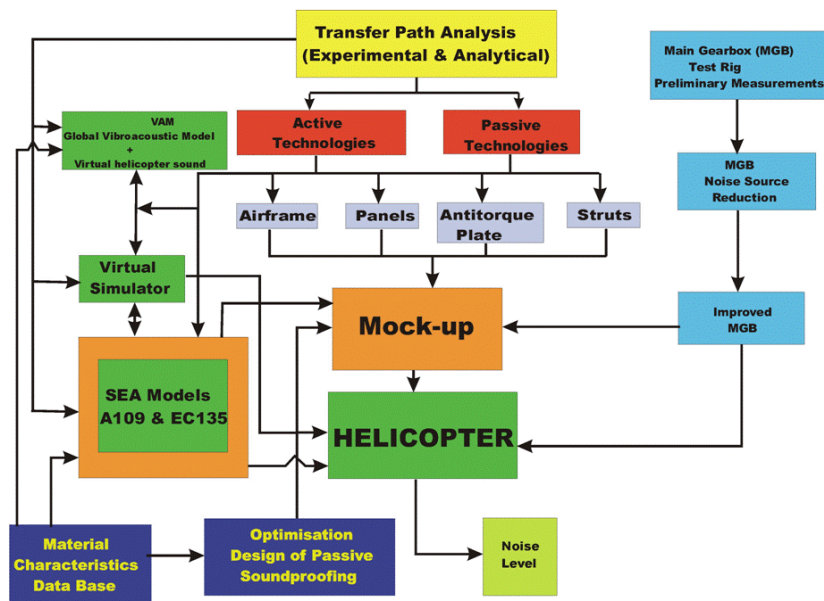 Transfer Path Analysis
(Experimental & Analytical)
Main Gearbox (MGB)
Test Rig
Preliminary Measurements
VAM
Global Vibroacoustic Model
+
Virtual helicopter sound
Active
Technologies
Passive
Technologies
MGB
Noise Source
Reduction
Airframe
Panels
Antitorque
Plate
Struts
Virtual
Simulator
Mock-up
Improved
MGB
SEA Models
A109 & EC135
HELICOPTER
Material
Characteristics
Data Base
Optimisation
Design of Passive
Soundproofing
Noise
Level